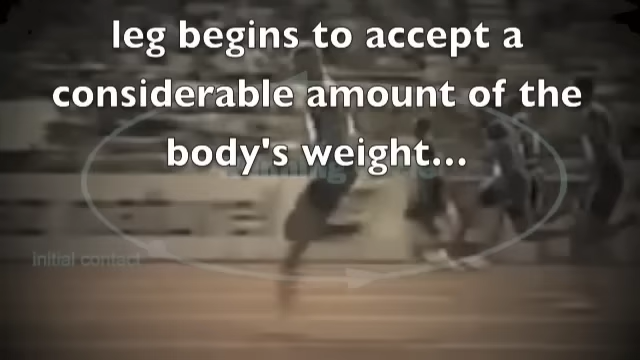 leg begins to accept a
considerable amount of the
body's weight...
initial contact